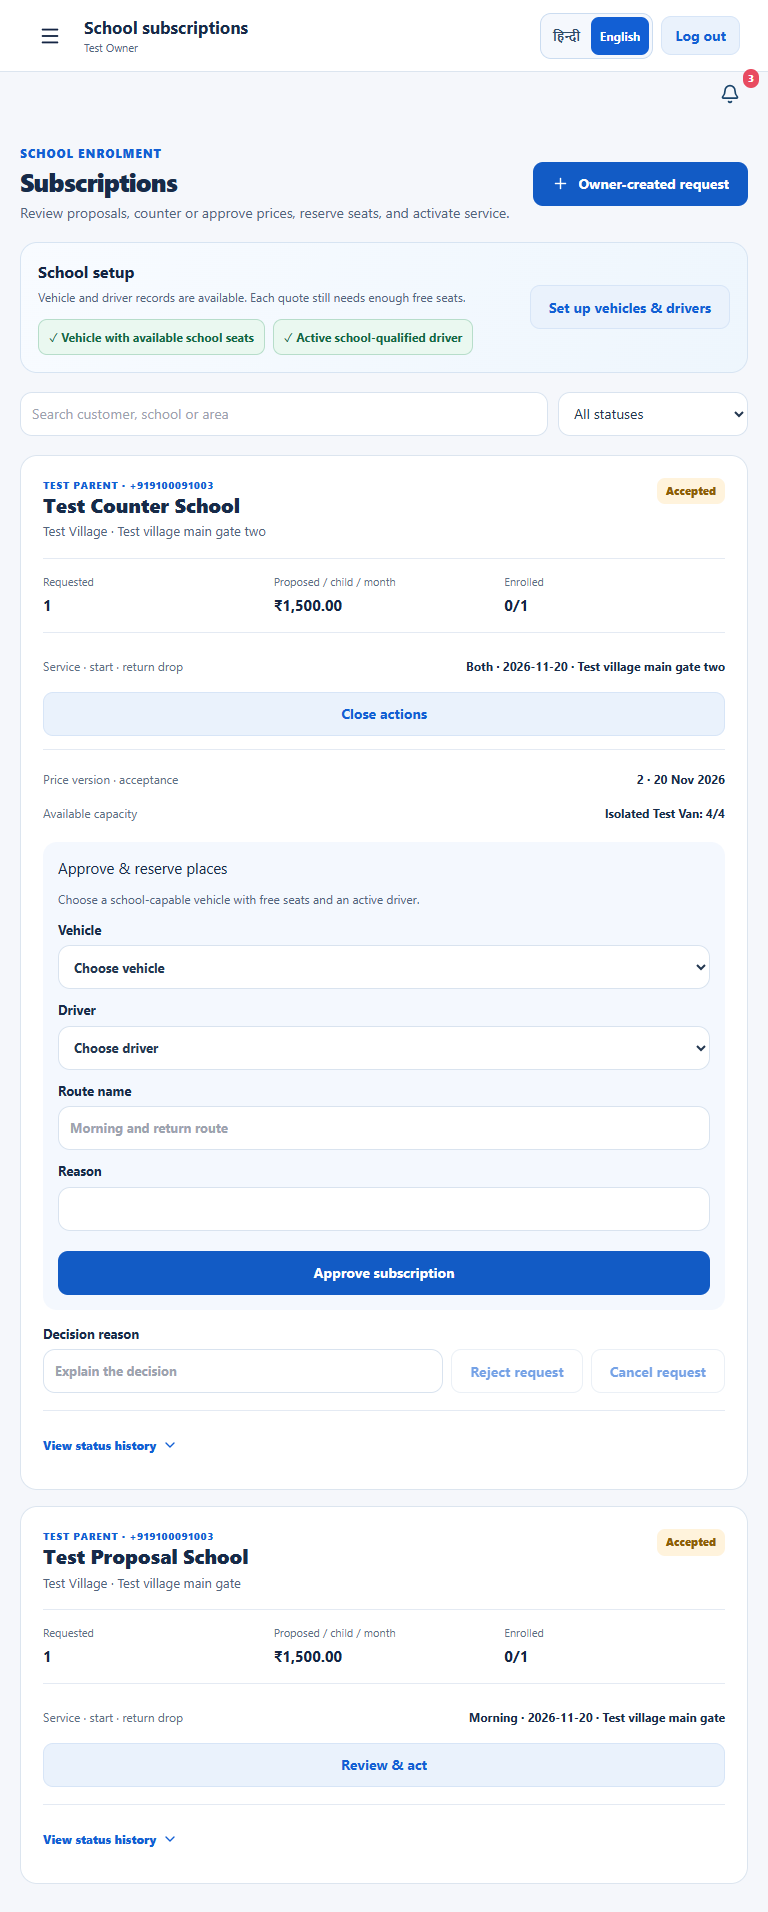 School subscriptions
Test Owner
हिन्दी
English
Log out
3
SCHOOL ENROLMENT
Subscriptions
Review proposals, counter or approve prices, reserve seats, and activate service.
+ Owner-created request
School setup
Vehicle and driver records are available. Each quote still needs enough free seats.
✓ Vehicle with available school seats
✓ Active school-qualified driver
Set up vehicles & drivers
Search customer, school or area
All statuses
TEST PARENT · +919100091003
Accepted
Test Counter School
Test Village · Test village main gate two
Requested
1
Proposed / child / month
₹1,500.00
Enrolled
0/1
Service · start · return drop
Both · 2026-11-20 · Test village main gate two
Close actions
Price version · acceptance
2 · 20 Nov 2026
Available capacity
Isolated Test Van: 4/4
Approve & reserve places
Choose a school-capable vehicle with free seats and an active driver.
Vehicle
Choose vehicle
Driver
Choose driver
Route name
Morning and return route
Reason
Approve subscription
Decision reason
Explain the decision
Reject request
Cancel request
View status history
TEST PARENT · +919100091003
Accepted
Test Proposal School
Test Village · Test village main gate
Requested
1
Proposed / child / month
₹1,500.00
Enrolled
0/1
Service · start · return drop
Morning · 2026-11-20 · Test village main gate
Review & act
View status history